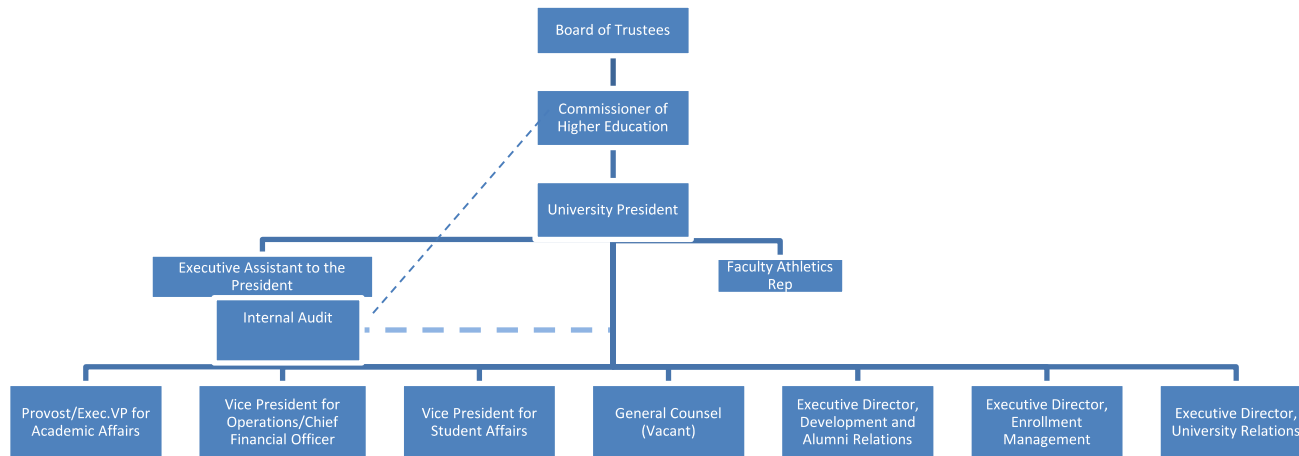 Board of Trustees
Commissioner of
Higher Education
University President
Executive Assistant to the
President
Faculty Athletics
Rep
Internal Audit
Provost/Exec.VP for
Academic Affairs
Vice President for
Operations/Chief
Financial Officer
Vice President for
Student Affairs
General Counsel
(Vacant)
Executive Director,
Development and
Alumni Relations
Executive Director,
Enrollment
Management
Executive Director,
University Relations